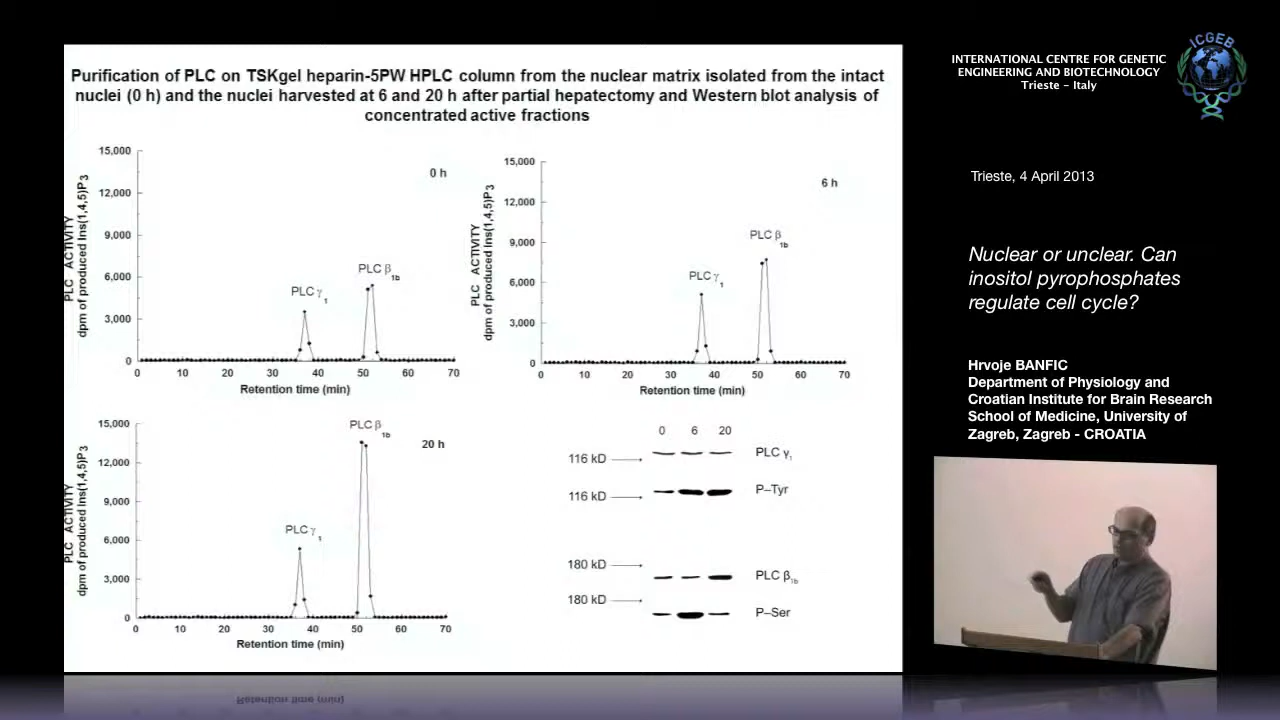 Purification of PLC on TSKgel heparin-5PW HPLC column from the nuclear matrix isolated from the intact
nuclei (0 h) and the nuclei harvested at 6 and 20 h after partial hepatectomy and Western blot analysis of
concentrated active fractions
PLC ACTIVITY
dpm of produced Ins(1,4,5)P3
15,000
12,000
9,000
6,000
3,000
0
0 h
PLC γ1
PLC β1b
0 10 20 30 40 50 60 70
Retention time (min)
PLC ACTIVITY
dpm of produced Ins(1,4,5)P3
15,000
12,000
9,000
6,000
3,000
0
6 h
PLC γ1
PLC β1b
0 10 20 30 40 50 60 70
Retention time (min)
PLC ACTIVITY
dpm of produced Ins(1,4,5)P3
15,000
12,000
9,000
6,000
3,000
0
20 h
PLC γ1
PLC β1b
0 10 20 30 40 50 60 70
Retention time (min)
0 6 20
116 kD PLC γ1
116 kD P–Tyr
180 kD PLC β1b
180 kD P–Ser
INTERNATIONAL CENTRE FOR GENETIC
ENGINEERING AND BIOTECHNOLOGY
Trieste - Italy
ICGEB
Trieste, 4 April 2013
Nuclear or unclear. Can
inositol pyrophosphates
regulate cell cycle?
Hrvoje BANFIC
Department of Physiology and
Croatian Institute for Brain Research
School of Medicine, University of
Zagreb, Zagreb - CROATIA